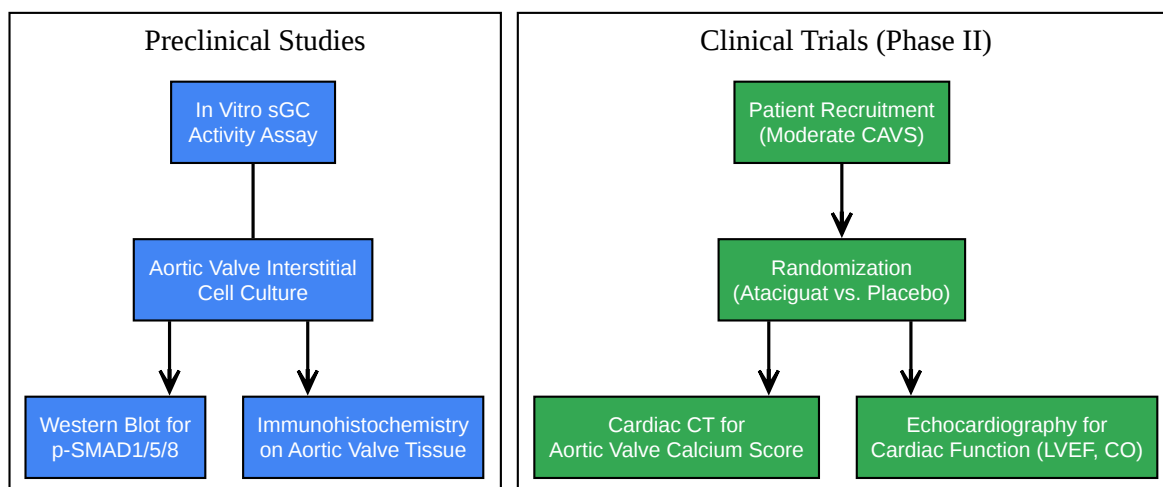 Preclinical Studies
In Vitro sGC
Activity Assay
Aortic Valve Interstitial
Cell Culture
Western Blot for
p-SMAD1/5/8
Immunohistochemistry
on Aortic Valve Tissue
Clinical Trials (Phase II)
Patient Recruitment
(Moderate CAVS)
Randomization
(Ataciguat vs. Placebo)
Cardiac CT for
Aortic Valve Calcium Score
Echocardiography for
Cardiac Function (LVEF, CO)